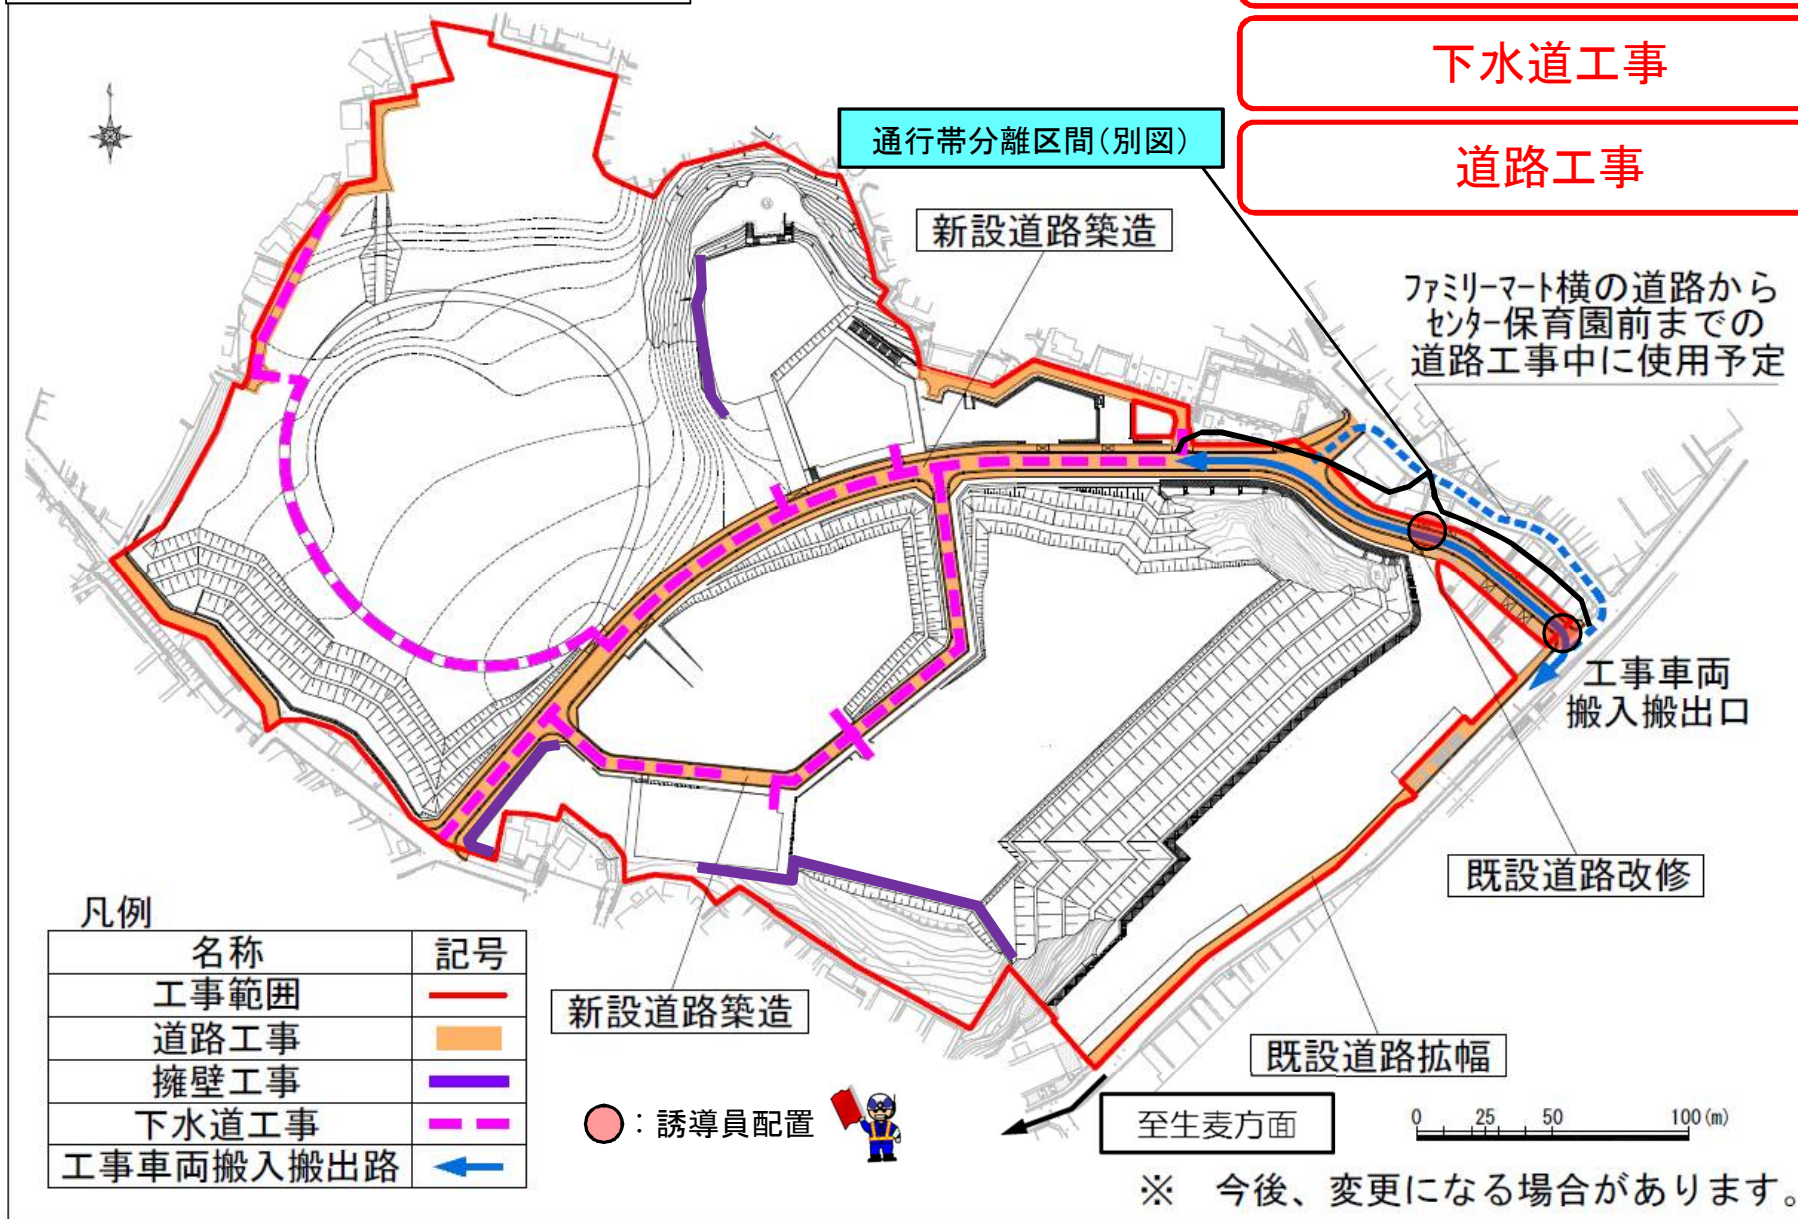 下水道工事
道路工事
通行帯分離区間(別図)
新設道路築造
ファミリーマート横の道路から
センター保育園前までの
道路工事中に使用予定
工事車両
搬入搬出口
既設道路改修
既設道路拡幅
新設道路築造
凡例
名称 記号
工事範囲
道路工事
擁壁工事
下水道工事
工事車両搬入搬出路
：誘導員配置
至生麦方面
0 25 50 100(m)
※ 今後、変更になる場合があります。